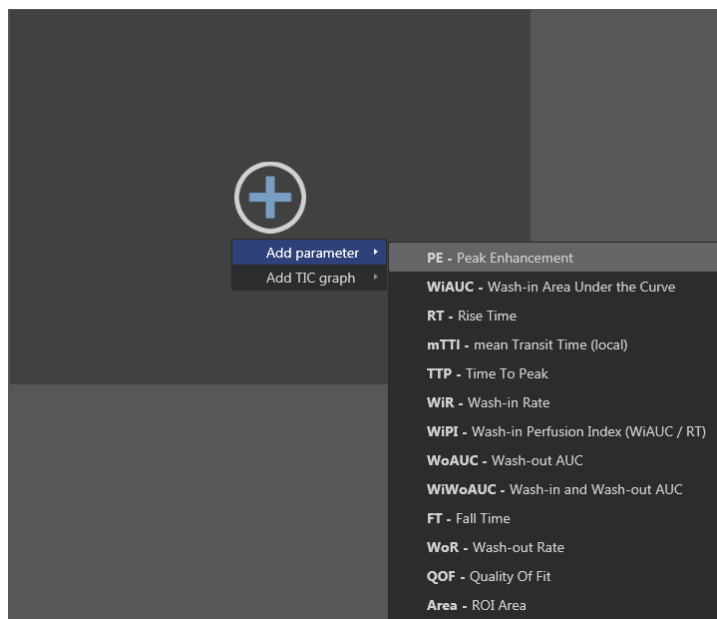 Add parameter
Add TIC graph
PE - Peak Enhancement
WiAUC - Wash-in Area Under the Curve
RT - Rise Time
mTTI - mean Transit Time (local)
TTP - Time To Peak
WiR - Wash-in Rate
WiPI - Wash-in Perfusion Index (WiAUC / RT)
WoAUC - Wash-out AUC
WiWoAUC - Wash-in and Wash-out AUC
FT - Fall Time
WoR - Wash-out Rate
QOF - Quality Of Fit
Area - ROI Area